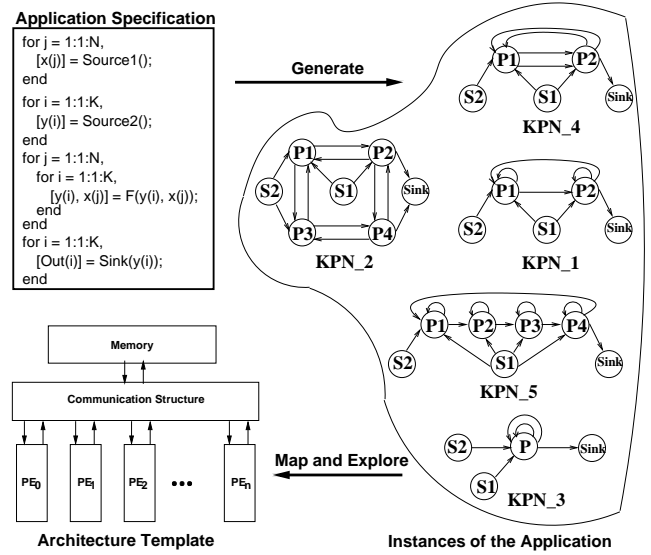 Application Specification
for j = 1:1:N,
[x(j)] = Source1();
end
for i = 1:1:K,
[y(i)] = Source2();
end
for j = 1:1:N,
for i = 1:1:K,
[y(i), x(j)] = F(y(i), x(j));
end
end
for i = 1:1:K,
[Out(i)] = Sink(y(i));
end
Generate
P1 P2
S2 S1 Sink
KPN_4
P1 P2
S2 S1 Sink
P3 P4
KPN_2
P1 P2
S2 S1 Sink
KPN_1
P1 P2 P3 P4
S2 S1 Sink
KPN_5
S2 P Sink
S1
KPN_3
Memory
Communication Structure
PE0 PE1 PE2 ••• PEn
Map and Explore
Architecture Template
Instances of the Application